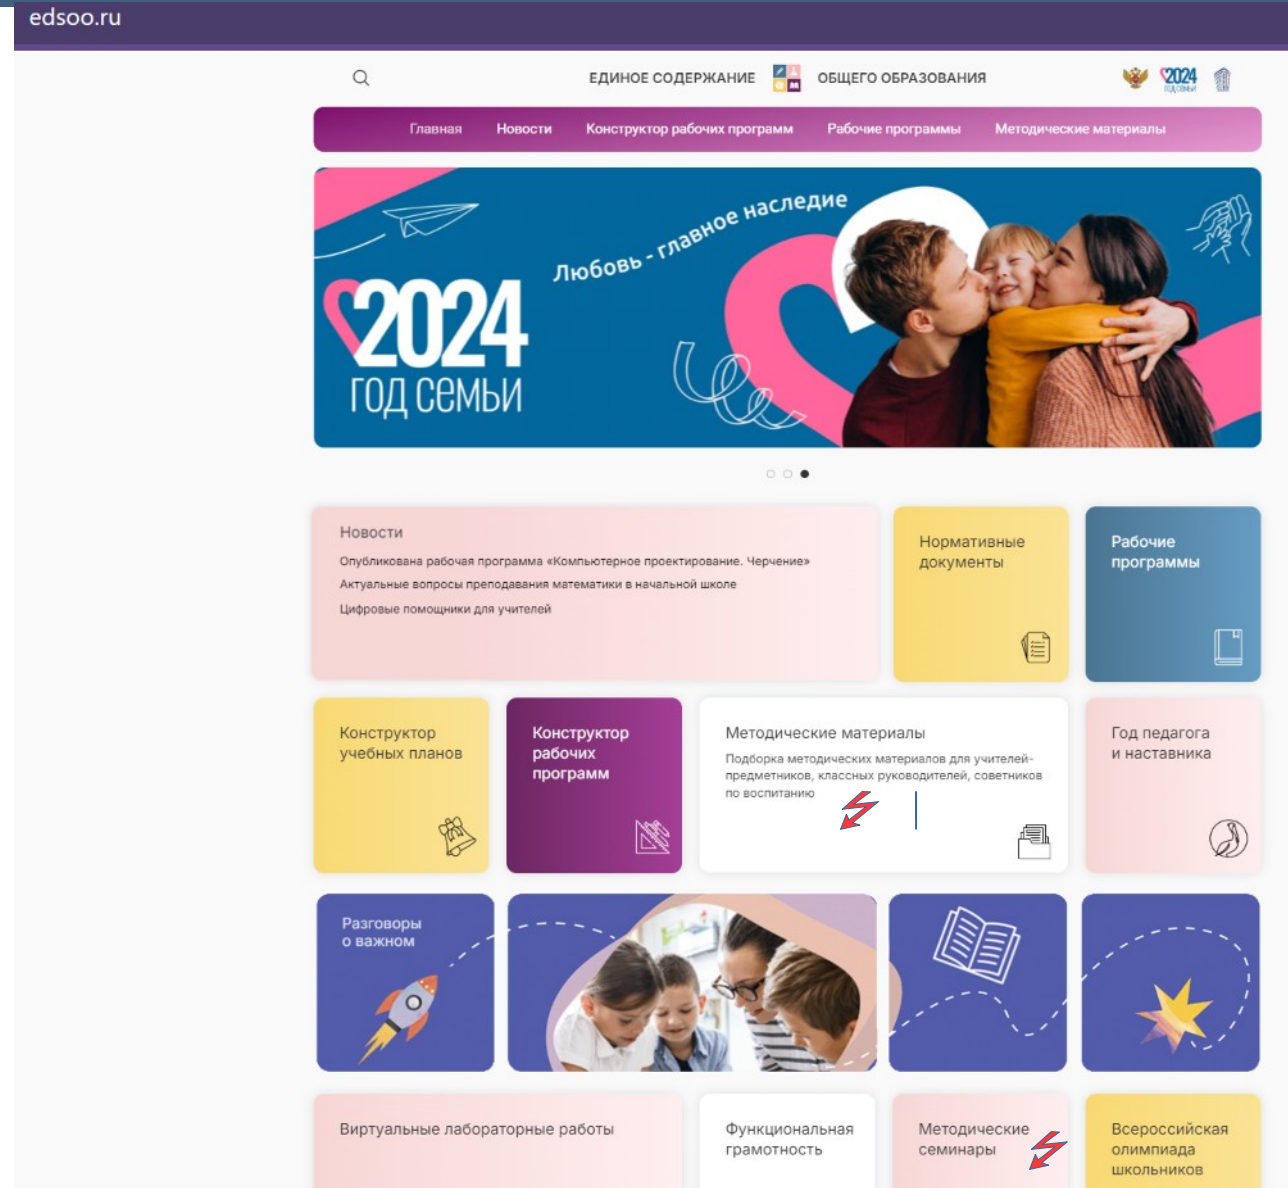 edsoo.ru
ЕДИНОЕ СОДЕРЖАНИЕ ОБЩЕГО ОБРАЗОВАНИЯ
2024
ГОД СЕМЬИ
Главная Новости Конструктор рабочих программ Рабочие программы Методические материалы
Любовь - главное наследие
2024
ГОД СЕМЬИ
Новости
Опубликована рабочая программа «Компьютерное проектирование. Черчение»
Актуальные вопросы преподавания математики в начальной школе
Цифровые помощники для учителей
Нормативные
документы
Рабочие
программы
Конструктор
учебных планов
Конструктор
рабочих
программ
Методические материалы
Подборка методических материалов для учителей-
предметников, классных руководителей, советников
по воспитанию
Год педагога
и наставника
Разговоры
о важном
Виртуальные лабораторные работы
Функциональная
грамотность
Методические
семинары
Всероссийская
олимпиада
школьников